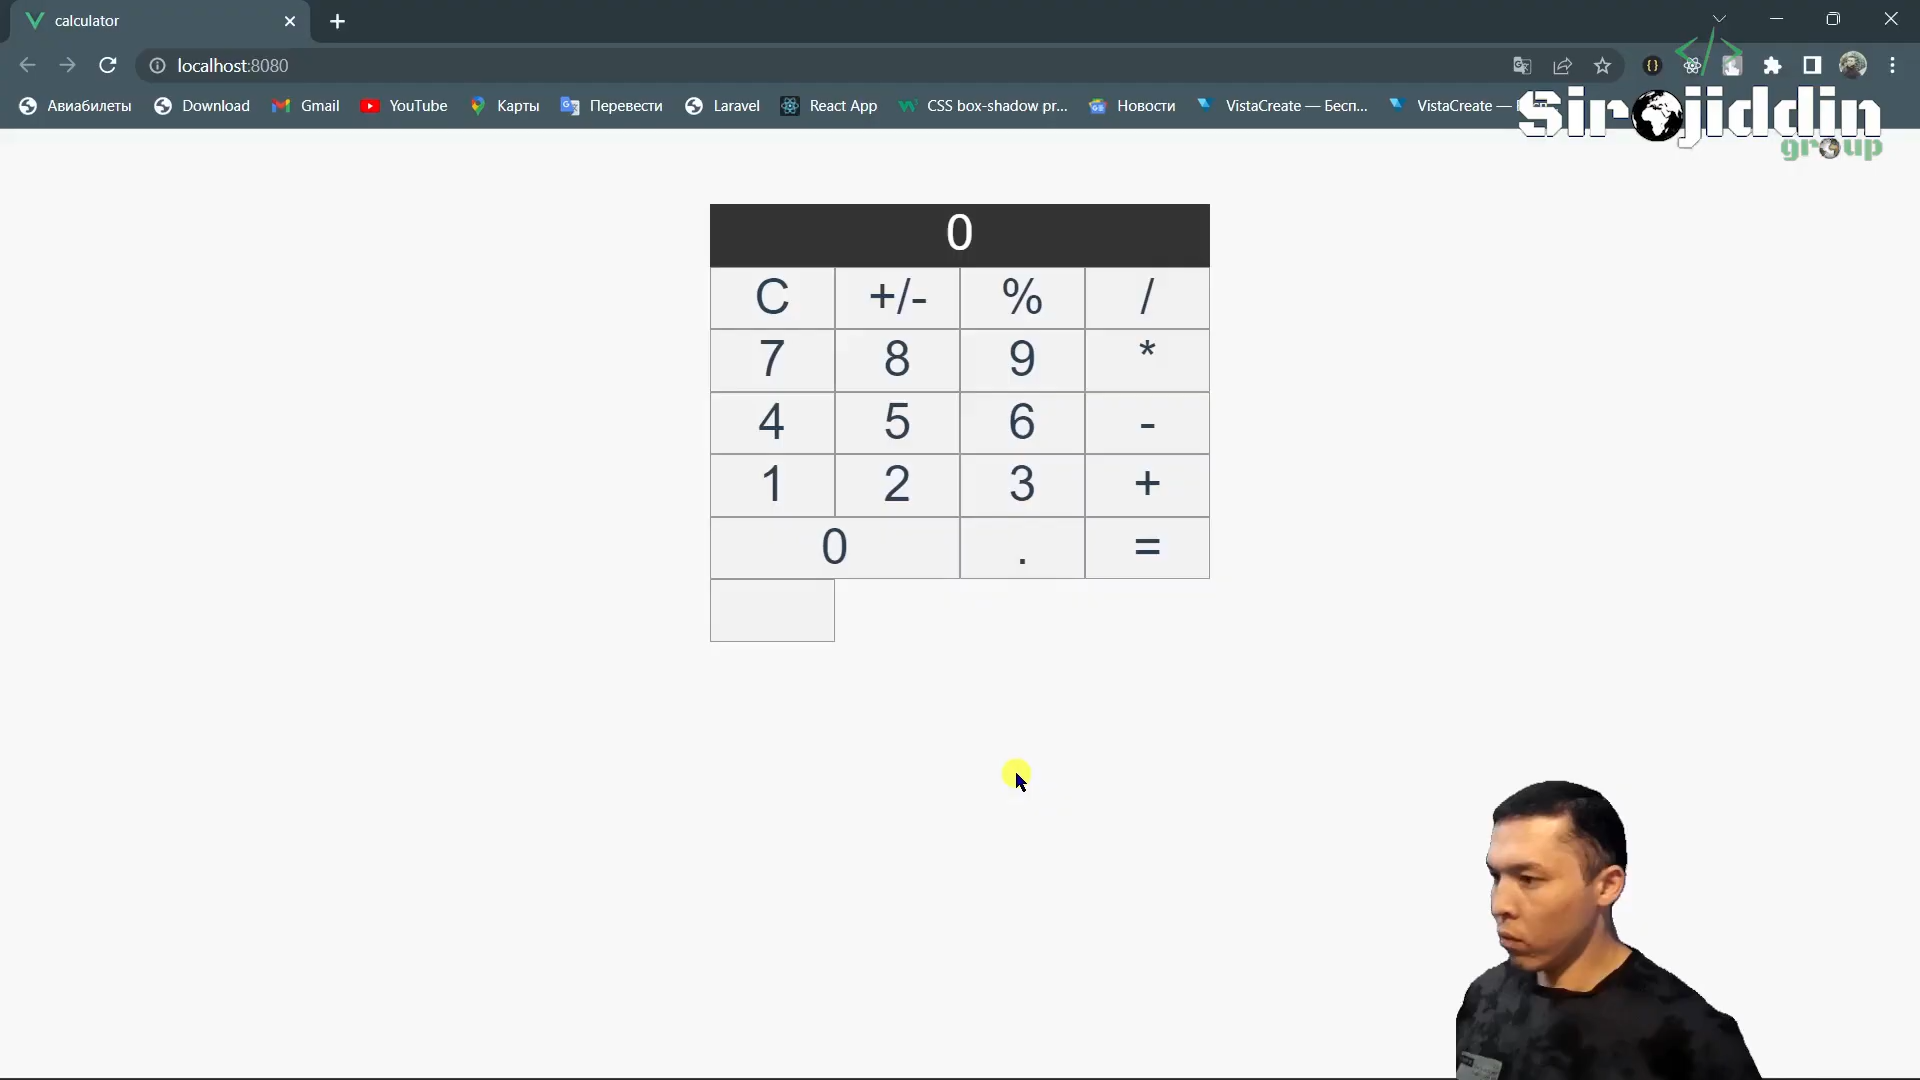 calculator
localhost:8080
Авиабилеты Download Gmail YouTube Карты Перевести Laravel React App CSS box-shadow pr... Новости VistaCreate — Бесп... VistaCreate —
Sirojiddin
group
0
C +/- % /
7 8 9 *
4 5 6 -
1 2 3 +
0 . =